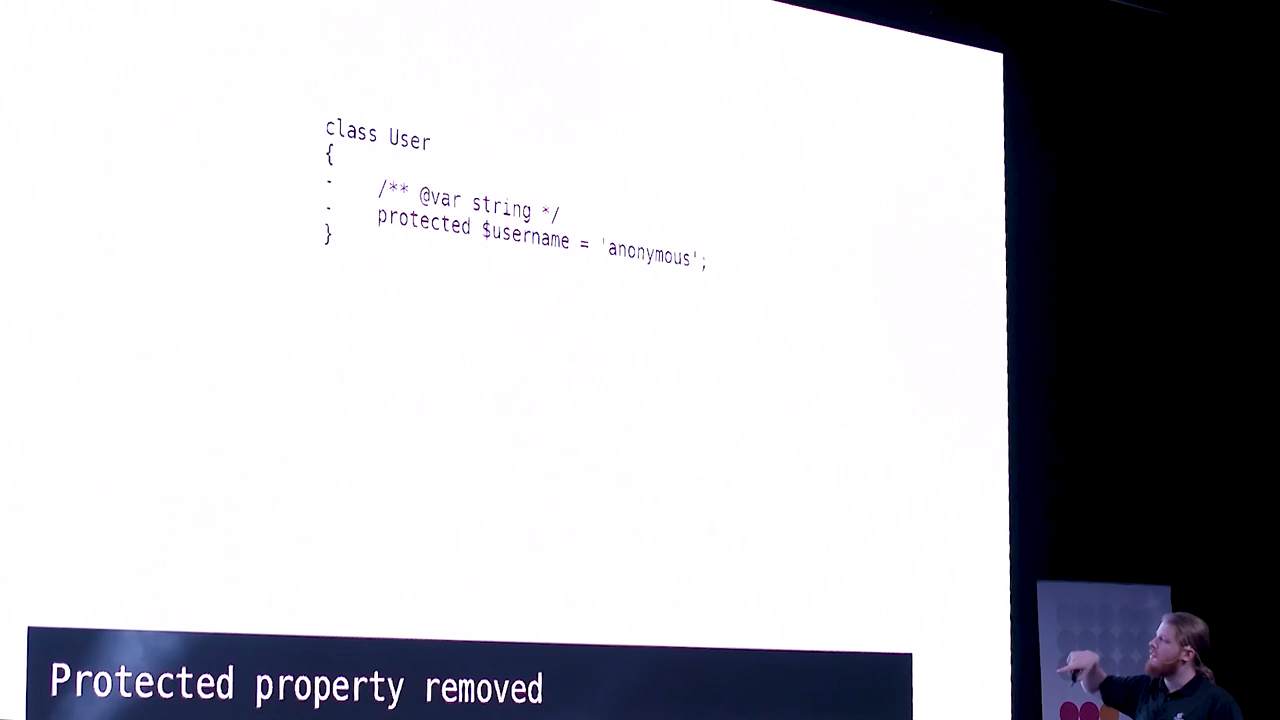 class User
{
-    /** @var string */
-    protected $username = 'anonymous';
}
Protected property removed